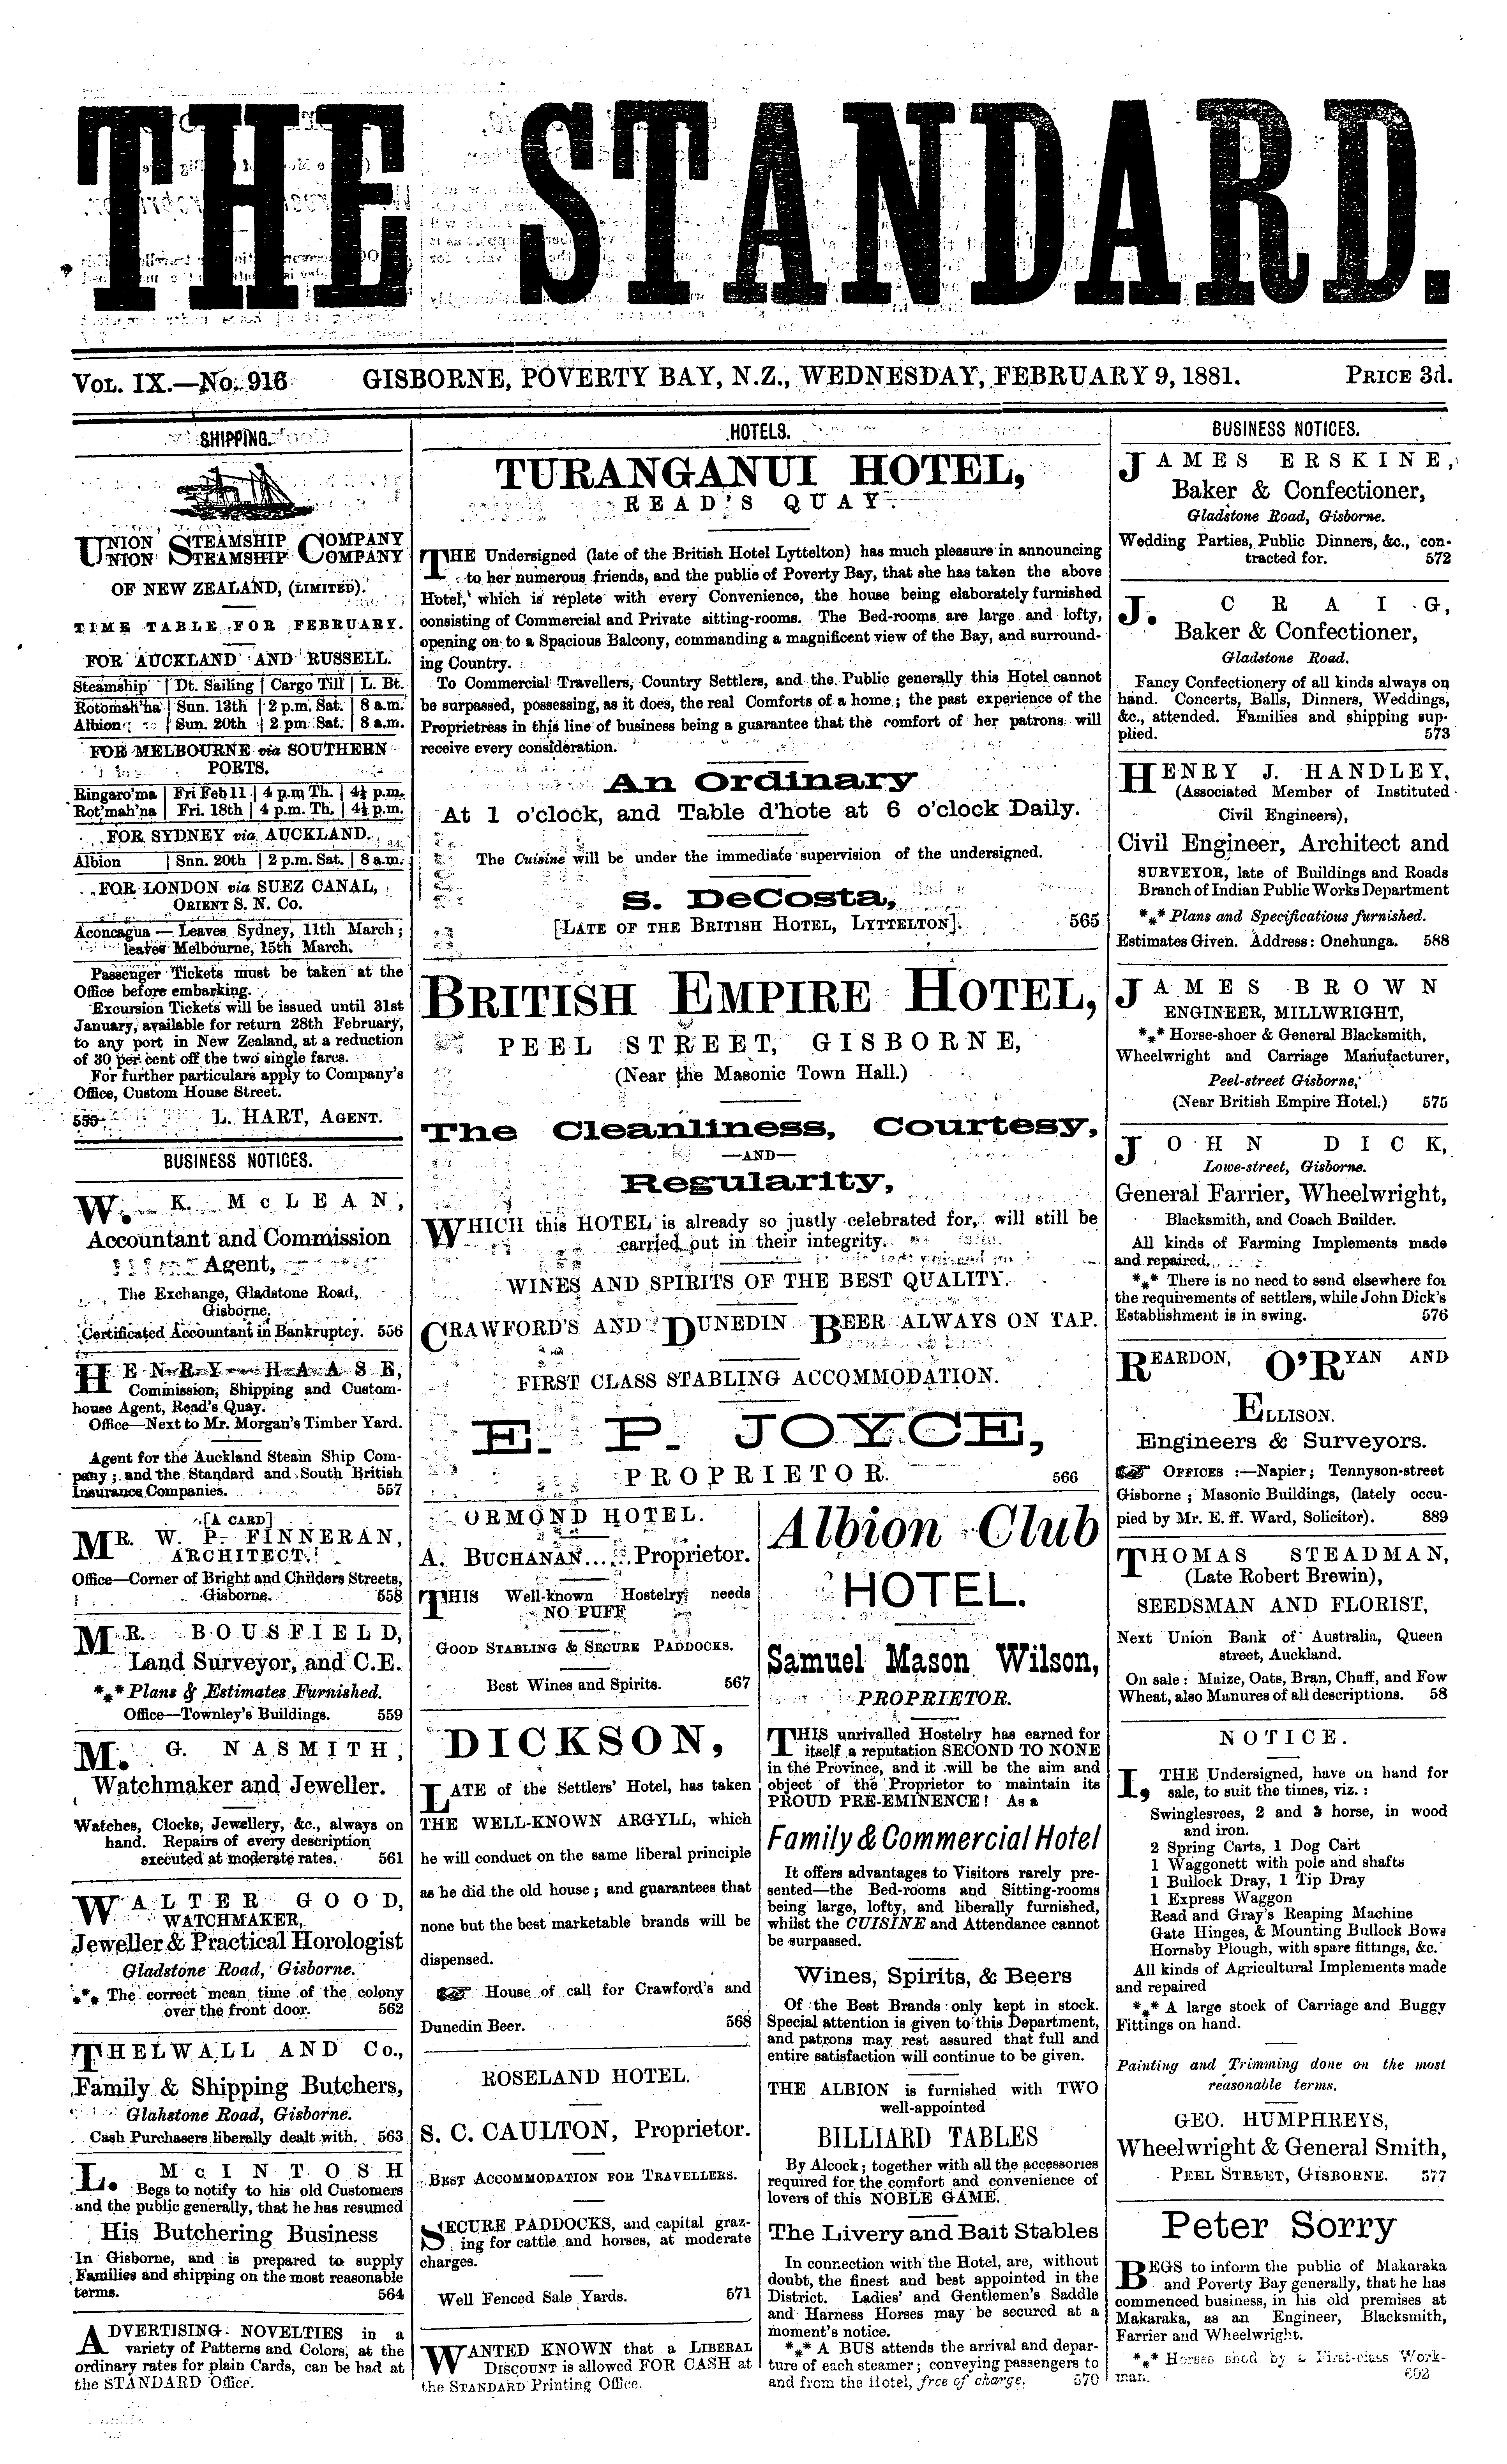 THE STANDARD.
VOL. IX.—No. 916
GISBORNE, POVERTY BAY, N.Z., WEDNESDAY, FEBRUARY 9, 1881.
PRICE 3d.
SHIPPING.
UNION STEAMSHIP COMPANY
UNION STEAMSHIP COMPANY
OF NEW ZEALAND, (LIMITED).
TIME TABLE FOR FEBRUARY.
FOR AUCKLAND AND RUSSELL.
Steamship | Dt. Sailing | Cargo Till | L. Bt.
Rotomah'na | Sun. 13th | 2 p.m. Sat. | 8 a.m.
Albion | Sun. 20th | 2 pm. Sat. | 8 a.m.
FOR MELBOURNE via SOUTHERN
PORTS.
Ringaro'ma | Fri Feb 11 | 4 p.m Th. | 4½ p.m.
Rot'mah'na | Fri. 18th | 4 p.m. Th. | 4½ p.m.
FOR SYDNEY via AUCKLAND.
Albion | Snn. 20th | 2 p.m. Sat. | 8 a.m.
FOR LONDON via SUEZ CANAL,
ORIENT S. N. Co.
Aconcagua — Leaves Sydney, 11th March;
leaves Melbourne, 15th March.
Passenger Tickets must be taken at the
Office before embarking.
Excursion Tickets will be issued until 31st
January, available for return 28th February,
to any port in New Zealand, at a reduction
of 30 per cent off the two single fares.
For further particulars apply to Company's
Office, Custom House Street.
555 L. HART, AGENT.
BUSINESS NOTICES.
W. K. McLEAN,
Accountant and Commission
Agent,
The Exchange, Gladstone Road,
Gisborne.
Certificated Accountant in Bankruptcy. 556
HENRY HAASE,
Commission, Shipping and Custom-
house Agent, Read's Quay.
Office—Next to Mr. Morgan's Timber Yard.
Agent for the Auckland Steam Ship Com-
pany; and the Standard and South British
Insurance Companies. 557
[A CARD]
MR. W. P. FINNERAN,
ARCHITECT.
Office—Corner of Bright and Childers Streets,
Gisborne. 558
MR. BOUSFIELD,
Land Surveyor, and C.E.
*** Plans & Estimates Furnished.
Office—Townley's Buildings. 559
M. G. NASMITH,
Watchmaker and Jeweller.
Watches, Clocks, Jewellery, &c., always on
hand. Repairs of every description
executed at moderate rates. 561
WALTER GOOD,
WATCHMAKER,
Jeweller & Practical Horologist
Gladstone Road, Gisborne.
*** The correct mean time of the colony
over the front door. 562
THELWALL AND Co.,
Family & Shipping Butchers,
Glahstone Road, Gisborne.
Cash Purchasers liberally dealt with. 563
L. McINTOSH
Begs to notify to his old Customers
and the public generally, that he has resumed
His Butchering Business
In Gisborne, and is prepared to supply
Families and shipping on the most reasonable
terms. 564
ADVERTISING NOVELTIES in a
variety of Patterns and Colors, at the
ordinary rates for plain Cards, can be had at
the STANDARD Office.
HOTELS.
TURANGANUI HOTEL,
READ'S QUAY.
THE Undersigned (late of the British Hotel Lyttelton) has much pleasure in announcing
to her numerous friends, and the public of Poverty Bay, that she has taken the above
Hotel, which is replete with every Convenience, the house being elaborately furnished
consisting of Commercial and Private sitting-rooms. The Bed-rooms are large and lofty,
opening on to a Spacious Balcony, commanding a magnificent view of the Bay, and surround-
ing Country.
To Commercial Travellers, Country Settlers, and the Public generally this Hotel cannot
be surpassed, possessing, as it does, the real Comforts of a home; the past experience of the
Proprietress in this line of business being a guarantee that the comfort of her patrons will
receive every consideration.
An Ordinary
At 1 o'clock, and Table d'hote at 6 o'clock Daily.
The Cuisine will be under the immediate supervision of the undersigned.
S. DeCosta,
[LATE OF THE BRITISH HOTEL, LYTTELTON]. 565
BRITISH EMPIRE HOTEL,
PEEL STREET, GISBORNE,
(Near the Masonic Town Hall.)
The Cleanliness, Courtesy,
—AND—
Regularity,
WHICH this HOTEL is already so justly celebrated for, will still be
carried out in their integrity.
WINES AND SPIRITS OF THE BEST QUALITY.
CRAWFORD'S AND DUNEDIN BEER ALWAYS ON TAP.
FIRST CLASS STABLING ACCOMMODATION.
E. P. JOYCE,
PROPRIETOR. 566
ORMOND HOTEL.
A. BUCHANAN...... Proprietor.
THIS Well-known Hostelry needs
NO PUFF
GOOD STABLING & SECURE PADDOCKS.
Best Wines and Spirits. 567
DICKSON,
LATE of the Settlers' Hotel, has taken
THE WELL-KNOWN ARGYLL, which
he will conduct on the same liberal principle
as he did the old house; and guarantees that
none but the best marketable brands will be
dispensed.
House of call for Crawford's and
Dunedin Beer. 568
ROSELAND HOTEL.
S. C. CAULTON, Proprietor.
BEST ACCOMMODATION FOR TRAVELLERS.
SECURE PADDOCKS, and capital graz-
ing for cattle and horses, at moderate
charges.
Well Fenced Sale Yards. 571
WANTED KNOWN that a LIBERAL
DISCOUNT is allowed FOR CASH at
the STANDARD Printing Office.
Albion Club
HOTEL.
Samuel Mason Wilson,
PROPRIETOR.
THIS unrivalled Hostelry has earned for
itself a reputation SECOND TO NONE
in the Province, and it will be the aim and
object of the Proprietor to maintain its
PROUD PRE-EMINENCE! As a
Family & Commercial Hotel
It offers advantages to Visitors rarely pre-
sented—the Bed-rooms and Sitting-rooms
being large, lofty, and liberally furnished,
whilst the CUISINE and Attendance cannot
be surpassed.
Wines, Spirits, & Beers
Of the Best Brands only kept in stock.
Special attention is given to this Department,
and patrons may rest assured that full and
entire satisfaction will continue to be given.
THE ALBION is furnished with TWO
well-appointed
BILLIARD TABLES
By Alcock; together with all the accessories
required for the comfort and convenience of
lovers of this NOBLE GAME.
The Livery and Bait Stables
In connection with the Hotel, are, without
doubt, the finest and best appointed in the
District. Ladies' and Gentlemen's Saddle
and Harness Horses may be secured at a
moment's notice.
*** A BUS attends the arrival and depar-
ture of each steamer; conveying passengers to
and from the Hotel, free of charge. 570
BUSINESS NOTICES.
JAMES ERSKINE,
Baker & Confectioner,
Gladstone Road, Gisborne.
Wedding Parties, Public Dinners, &c., con-
tracted for. 572
J. CRAIG,
Baker & Confectioner,
Gladstone Road.
Fancy Confectionery of all kinds always on
hand. Concerts, Balls, Dinners, Weddings,
&c., attended. Families and shipping sup-
plied. 573
HENRY J. HANDLEY,
(Associated Member of Instituted
Civil Engineers),
Civil Engineer, Architect and
SURVEYOR, late of Buildings and Roads
Branch of Indian Public Works Department
*** Plans and Specifications furnished.
Estimates Given. Address: Onehunga. 588
JAMES BROWN
ENGINEER, MILLWRIGHT,
*** Horse-shoer & General Blacksmith,
Wheelwright and Carriage Manufacturer,
Peel-street Gisborne,
(Near British Empire Hotel.) 575
JOHN DICK,
Lowe-street, Gisborne.
General Farrier, Wheelwright,
Blacksmith, and Coach Builder.
All kinds of Farming Implements made
and repaired.
*** There is no need to send elsewhere for
the requirements of settlers, while John Dick's
Establishment is in swing. 576
REARDON, O'RYAN AND
ELLISON.
Engineers & Surveyors.
OFFICES :—Napier; Tennyson-street
Gisborne; Masonic Buildings, (lately occu-
pied by Mr. E. ff. Ward, Solicitor). 889
THOMAS STEADMAN,
(Late Robert Brewin),
SEEDSMAN AND FLORIST,
Next Union Bank of Australia, Queen
street, Auckland.
On sale: Maize, Oats, Bran, Chaff, and Fow
Wheat, also Manures of all descriptions. 58
NOTICE.
I, THE Undersigned, have on hand for
sale, to suit the times, viz.:
Swinglesrees, 2 and 3 horse, in wood
and iron.
2 Spring Carts, 1 Dog Cart
1 Waggonett with pole and shafts
1 Bullock Dray, 1 Tip Dray
1 Express Waggon
Read and Gray's Reaping Machine
Gate Hinges, & Mounting Bullock Bows
Hornsby Plough, with spare fittings, &c.
All kinds of Agricultural Implements made
and repaired
*** A large stock of Carriage and Buggy
Fittings on hand.
Painting and Trimming done on the most
reasonable terms.
GEO. HUMPHREYS,
Wheelwright & General Smith,
PEEL STREET, GISBORNE. 577
Peter Sorry
BEGS to inform the public of Makaraka
and Poverty Bay generally, that he has
commenced business, in his old premises at
Makaraka, as an Engineer, Blacksmith,
Farrier and Wheelwright.
*** Horses shod by a First-class Work-
man. 692